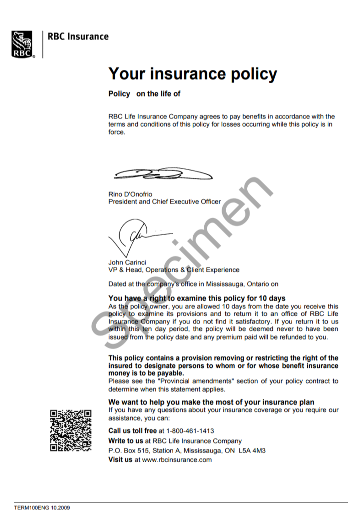 RBC Insurance
RBC
Your insurance policy
Policy on the life of
RBC Life Insurance Company agrees to pay benefits in accordance with the
terms and conditions of this policy for losses occurring while this policy is in
force.
Rino D'Onofrio
President and Chief Executive Officer
John Carinci
VP & Head, Operations & Client Experience
Dated at the company's office in Mississauga, Ontario on
You have a right to examine this policy for 10 days
As the policy owner, you are allowed 10 days from the date you receive this
policy to examine its provisions and to return it to an office of RBC Life
Insurance Company if you do not find it satisfactory. If you return it to us
within this ten day period, the policy will be deemed never to have been
issued from the policy date and any premium paid will be refunded to you.
This policy contains a provision removing or restricting the right of the
insured to designate persons to whom or for whose benefit insurance
money is to be payable.
Please see the "Provincial amendments" section of your policy contract to
determine when this statement applies.
We want to help you make the most of your insurance plan
If you have any questions about your insurance coverage or you require our
assistance, you can:
Call us toll free at 1-800-461-1413
Write to us at RBC Life Insurance Company
P.O. Box 515, Station A, Mississauga, ON L5A 4M3
Visit us at www.rbcinsurance.com
Specimen
TERM100ENG 10.2009